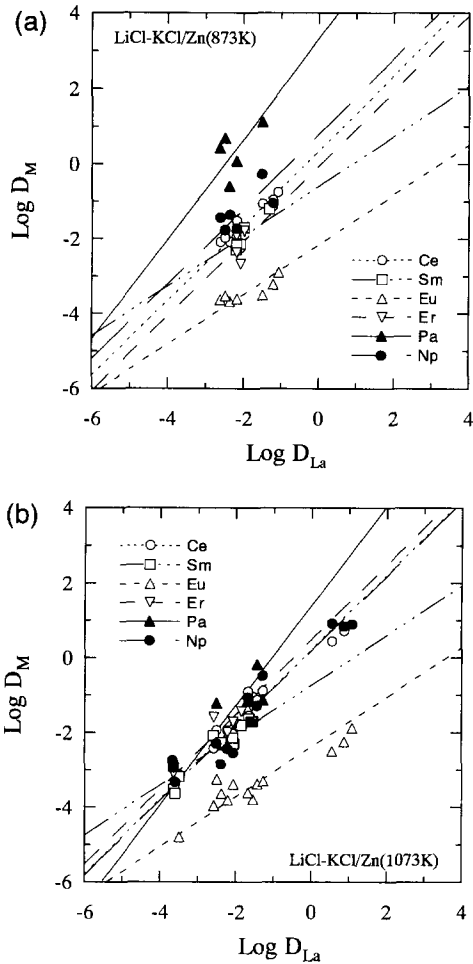 (a)
LiCl-KCl/Zn(873K)
4
2
0
-2
-4
-6
Log D_M
Ce
Sm
Eu
Er
Pa
Np
-6 -4 -2 0 2 4
Log D_La
(b)
4
2
0
-2
-4
-6
Log D_M
Ce
Sm
Eu
Er
Pa
Np
LiCl-KCl/Zn(1073K)
-6 -4 -2 0 2 4
Log D_La